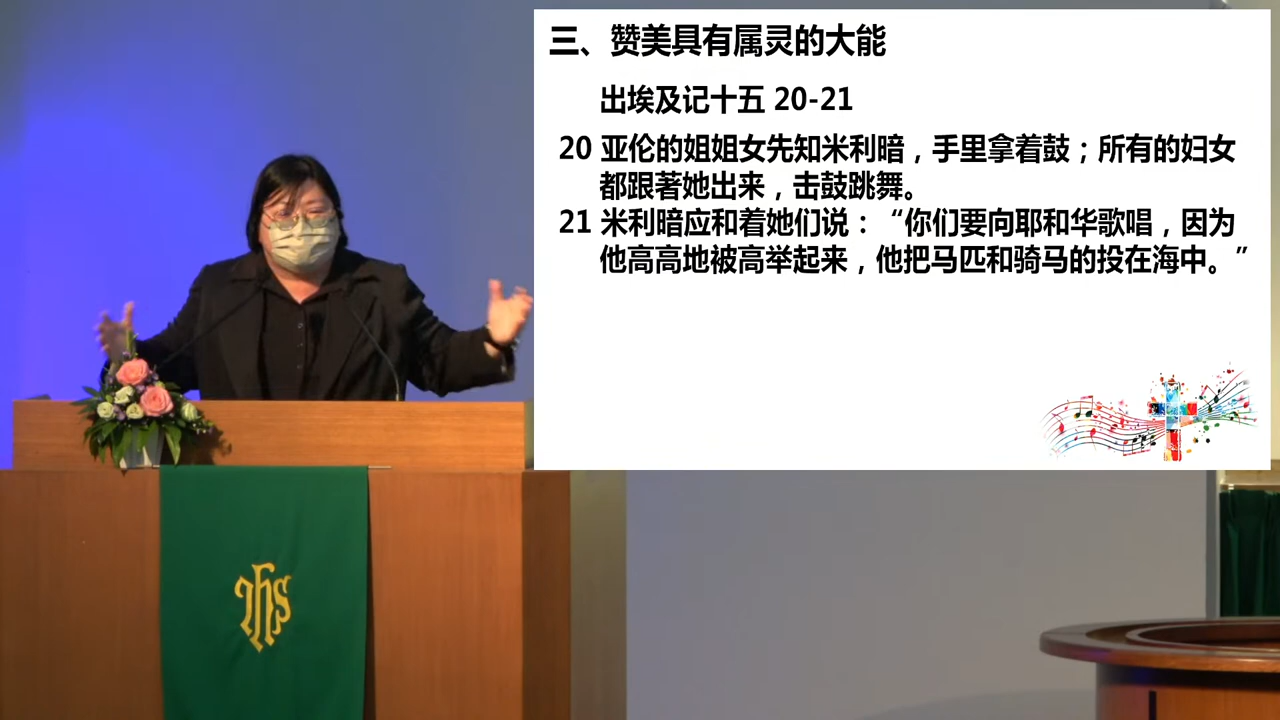 三、赞美具有属灵的大能
出埃及记十五 20-21
20 亚伦的姐姐女先知米利暗，手里拿着鼓；所有的妇女
都跟著她出来，击鼓跳舞。
21 米利暗应和着她们说：“你们要向耶和华歌唱，因为
他高高地被高举起来，他把马匹和骑马的投在海中。”
IHS